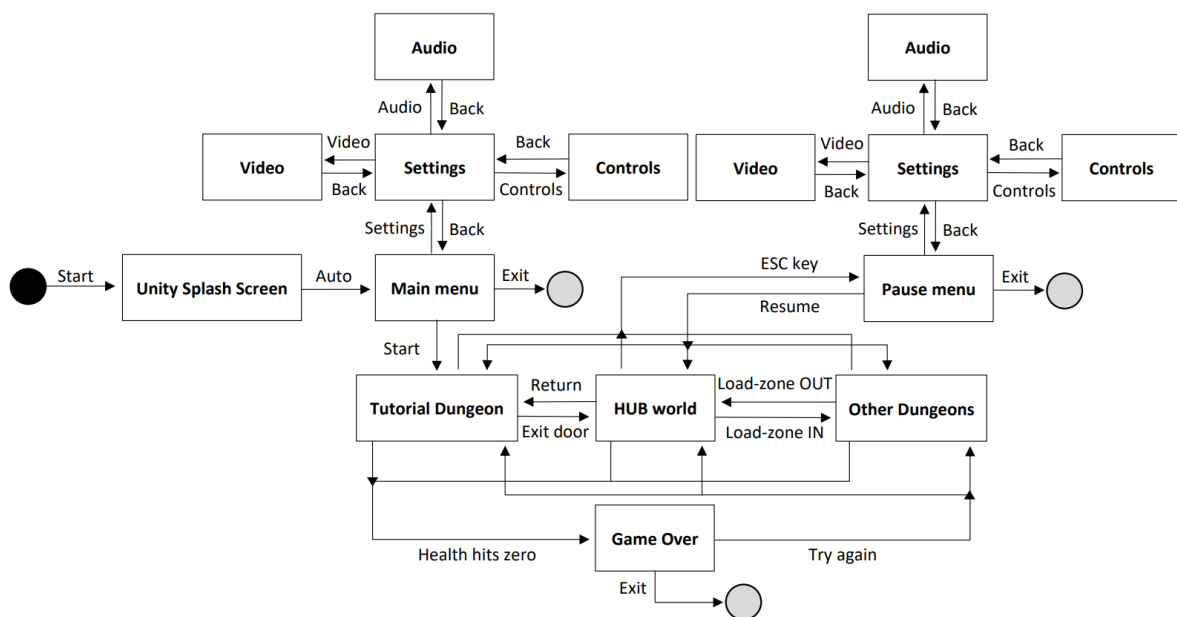 Audio
Audio
Audio
Back
Audio
Back
Video
Back
Video
Back
Video
Settings
Controls
Video
Settings
Controls
Back
Controls
Back
Controls
Settings
Back
Settings
Back
Start
Unity Splash Screen
Auto
Main menu
Exit
ESC key
Pause menu
Exit
Resume
Start
Tutorial Dungeon
Return
Exit door
HUB world
Load-zone OUT
Load-zone IN
Other Dungeons
Health hits zero
Game Over
Try again
Exit